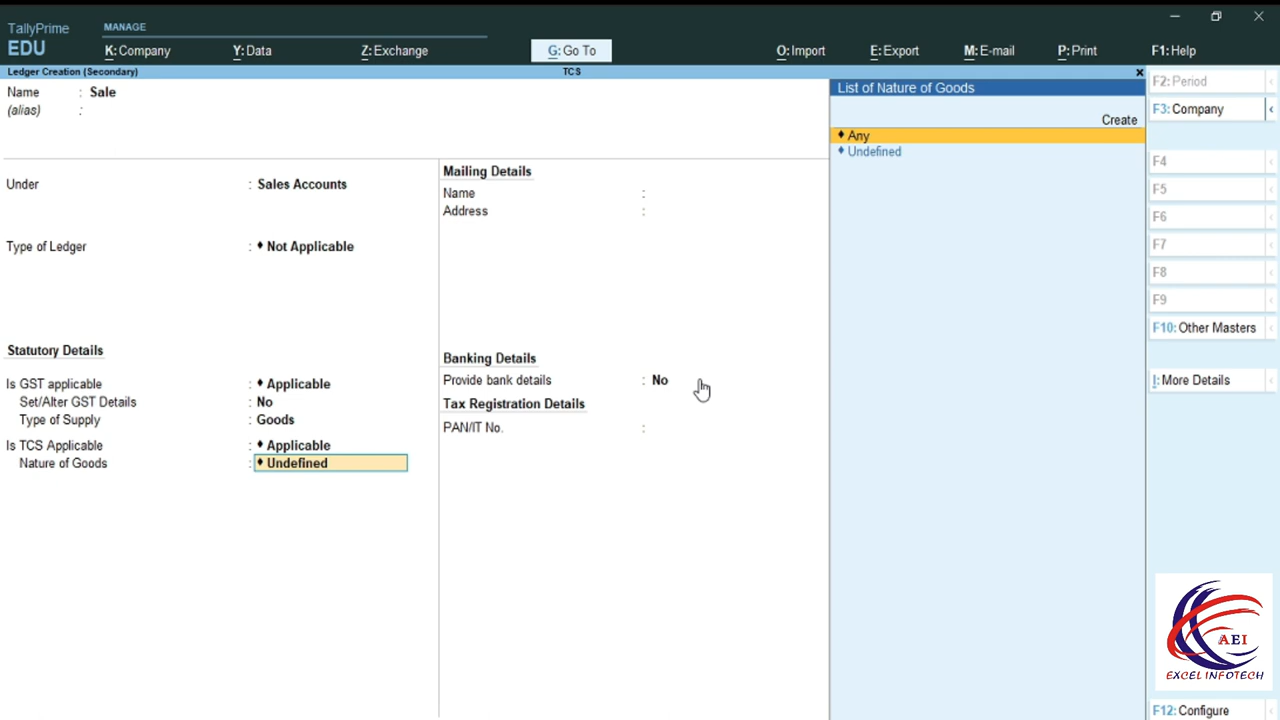 TallyPrime
EDU
MANAGE
K:Company
Y:Data
Z:Exchange
G:Go To
O:Import
E:Export
M:E-mail
P:Print
F1:Help
Ledger Creation (Secondary)
TCS
Name : Sale
(alias) :
Under : Sales Accounts
Type of Ledger : ♦ Not Applicable
Statutory Details
Is GST applicable : ♦ Applicable
Set/Alter GST Details : No
Type of Supply : Goods
Is TCS Applicable : ♦ Applicable
Nature of Goods : ♦ Undefined
Mailing Details
Name :
Address :
Banking Details
Provide bank details : No
Tax Registration Details
PAN/IT No. :
List of Nature of Goods
Create
♦ Any
♦ Undefined
F2: Period
F3: Company
F4
F5
F6
F7
F8
F9
F10: Other Masters
I: More Details
AEI
EXCEL INFOTECH
F12: Configure